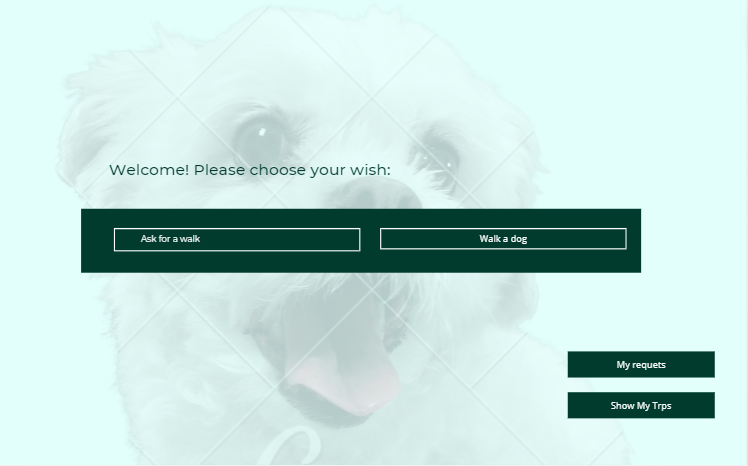 Welcome! Please choose your wish:
Ask for a walk
Walk a dog
My requets
Show My Trps